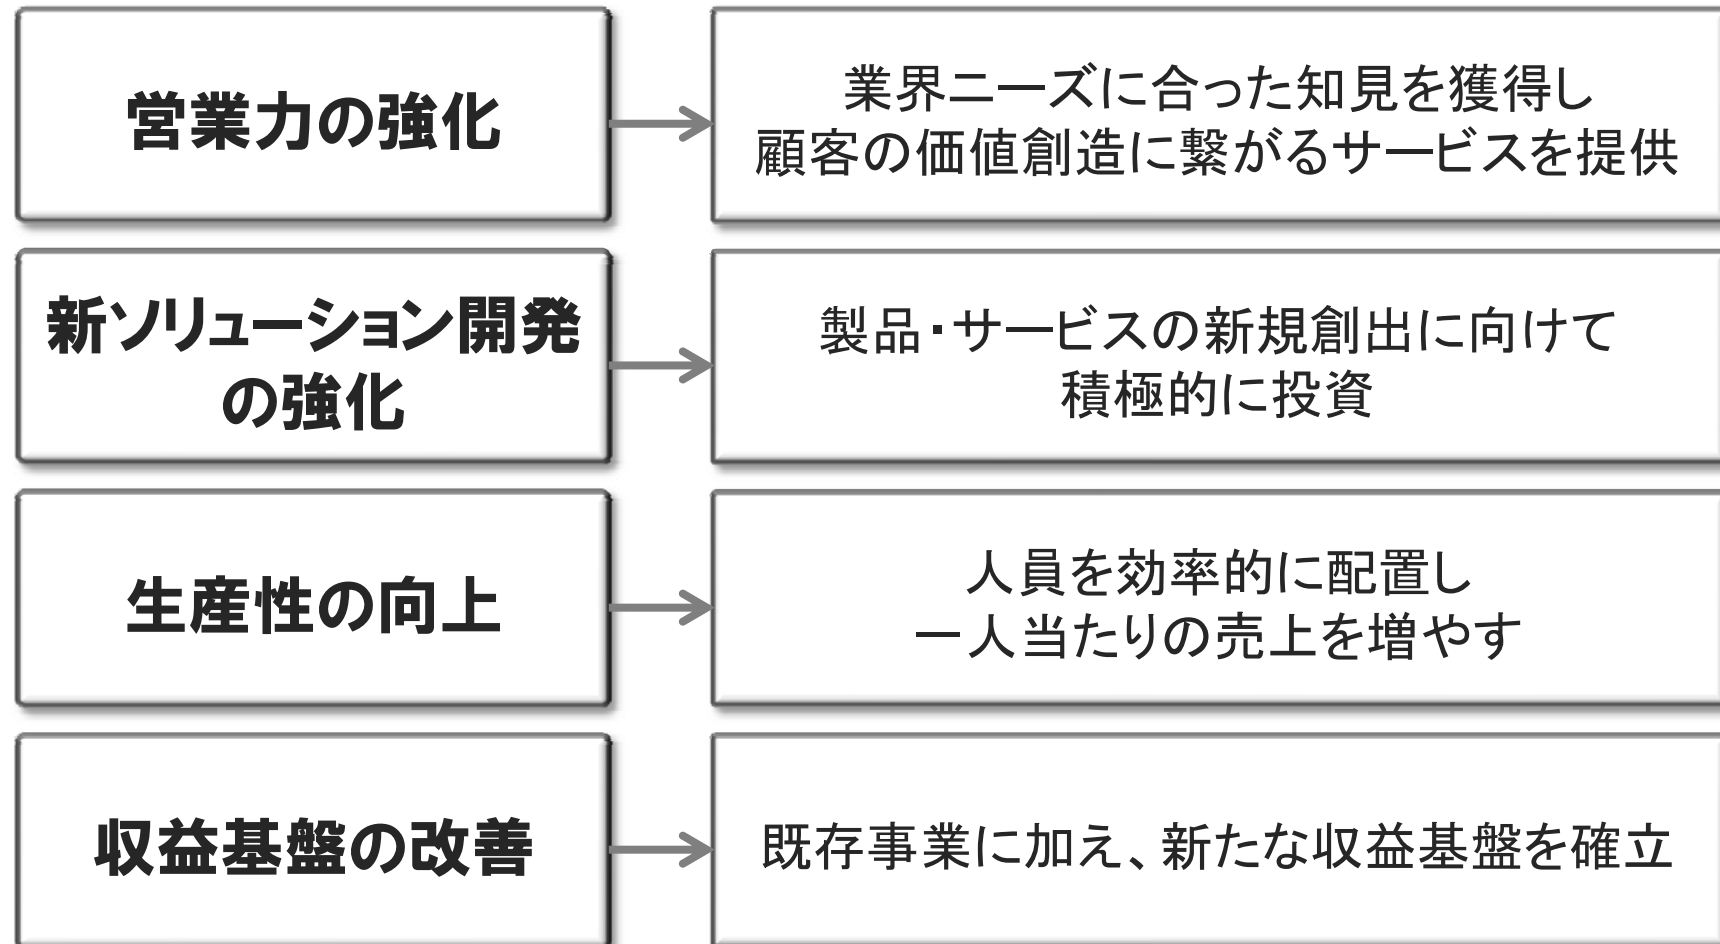 営業力の強化
業界ニーズに合った知見を獲得し
顧客の価値創造に繋がるサービスを提供
新ソリューション開発
の強化
製品・サービスの新規創出に向けて
積極的に投資
生産性の向上
人員を効率的に配置し
一人当たりの売上を増やす
収益基盤の改善
既存事業に加え、新たな収益基盤を確立